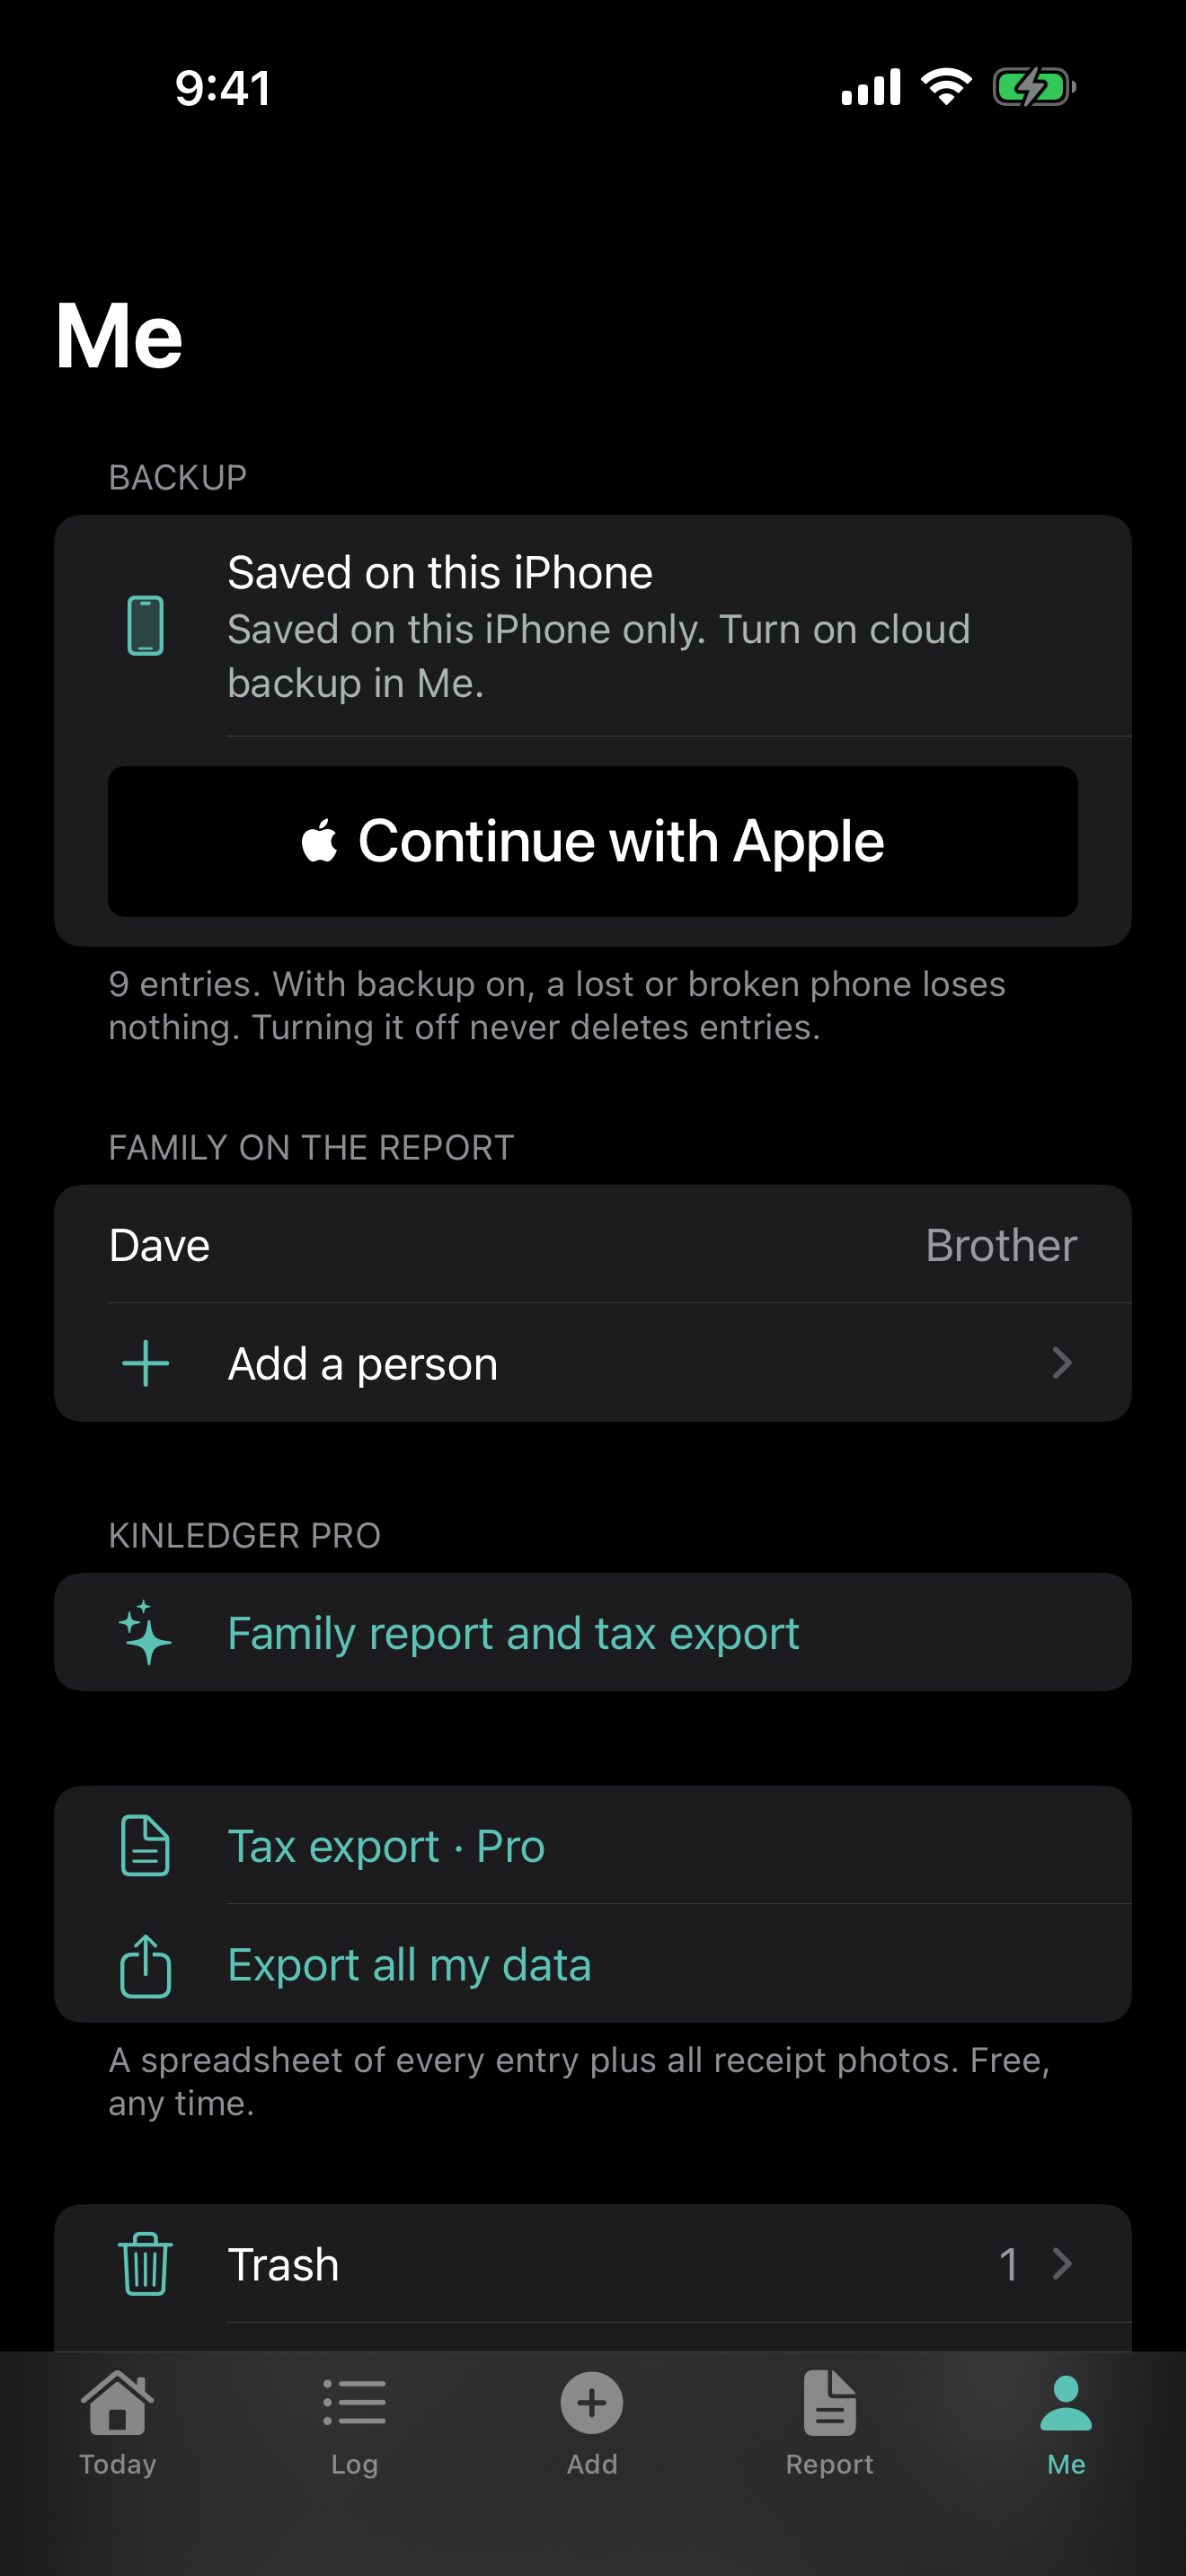 9:41
Me
BACKUP
Saved on this iPhone
Saved on this iPhone only. Turn on cloud
backup in Me.
Continue with Apple
9 entries. With backup on, a lost or broken phone loses
nothing. Turning it off never deletes entries.
FAMILY ON THE REPORT
Dave
Brother
Add a person
KINLEDGER PRO
Family report and tax export
Tax export · Pro
Export all my data
A spreadsheet of every entry plus all receipt photos. Free,
any time.
Trash
1
Today
Log
Add
Report
Me